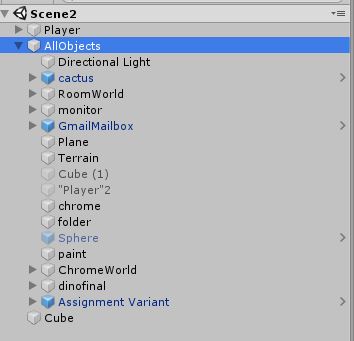 Scene2
Player
AllObjects
Directional Light
cactus
RoomWorld
monitor
GmailMailbox
Plane
Terrain
Cube (1)
"Player"2
chrome
folder
Sphere
paint
ChromeWorld
dinofinal
Assignment Variant
Cube